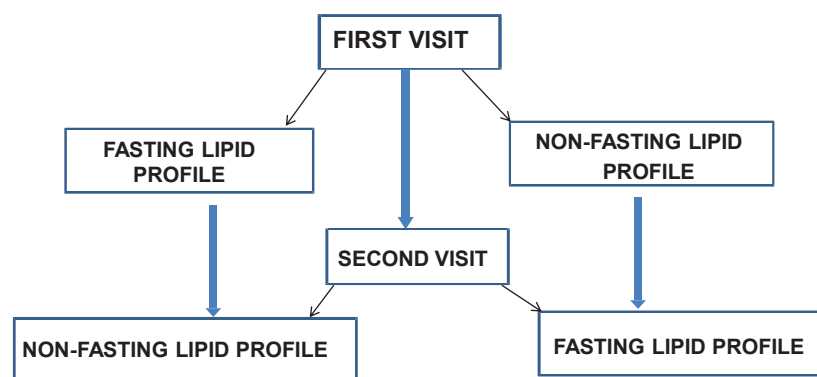 FIRST VISIT
FASTING LIPID
PROFILE
NON-FASTING LIPID
PROFILE
SECOND VISIT
NON-FASTING LIPID PROFILE
FASTING LIPID PROFILE